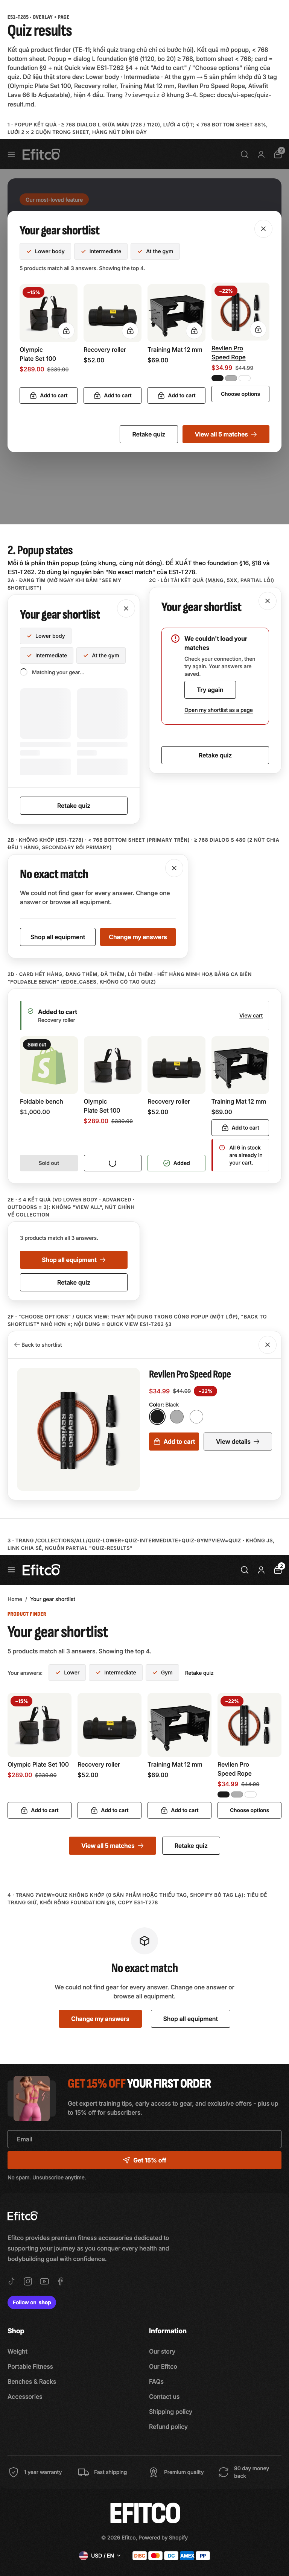 ES1-T285 · OVERLAY + PAGE
Quiz results
Kết quả product finder (TE-11; khối quiz trang chủ chỉ có bước hỏi). Kết quả mở popup, < 768
bottom sheet. Popup = dialog L foundation §16 (1120, bo 20) ≥ 768, bottom sheet < 768; card =
foundation §9 + nút Quick view ES1-T262 §4 + nút "Add to cart" / "Choose options" riêng của
quiz. Dữ liệu thật store dev: Lower body · Intermediate · At the gym → 5 sản phẩm khớp đủ 3 tag
(Olympic Plate Set 100, Recovery roller, Training Mat 12 mm, Revllen Pro Speed Rope, Ativafit
Lava 86 lb Adjustable), hiện 4 đầu. Trang ?view=quiz ở khung 3–4. Spec: docs/ui-spec/quiz-
result.md.
1 · POPUP KẾT QUẢ · ≥ 768 DIALOG L GIỮA MÀN (728 / 1120), LƯỚI 4 CỘT; < 768 BOTTOM SHEET 88%,
LƯỚI 2 × 2 CUỘN TRONG SHEET, HÀNG NÚT DÍNH ĐÁY
Efitco
2
Our most-loved feature
Your gear shortlist
Lower body
Intermediate
At the gym
5 products match all 3 answers. Showing the top 4.
−15%
−22%
Olympic
Plate Set 100
$289.00 $339.00
Recovery roller
$52.00
Training Mat 12 mm
$69.00
Revllen Pro
Speed Rope
$34.99 $44.99
Add to cart
Add to cart
Add to cart
Choose options
Retake quiz
View all 5 matches
2. Popup states
Mỗi ô là phần thân popup (cùng khung, cùng nút đóng). ĐỀ XUẤT theo foundation §16, §18 và
ES1-T262. 2b dùng lại nguyên bản "No exact match" của ES1-T278.
2A · ĐANG TÌM (MỞ NGAY KHI BẤM "SEE MY
SHORTLIST")
Your gear shortlist
Lower body
Intermediate
At the gym
Matching your gear…
Retake quiz
2C · LỖI TẢI KẾT QUẢ (MẠNG, 5XX, PARTIAL LỖI)
Your gear shortlist
We couldn't load your
matches
Check your connection, then
try again. Your answers are
saved.
Try again
Open my shortlist as a page
Retake quiz
2B · KHÔNG KHỚP (ES1-T278) · < 768 BOTTOM SHEET (PRIMARY TRÊN) · ≥ 768 DIALOG S 480 (2 NÚT CHIA
ĐỀU 1 HÀNG, SECONDARY RỒI PRIMARY)
No exact match
We could not find gear for every answer. Change one
answer or browse all equipment.
Shop all equipment
Change my answers
2D · CARD HẾT HÀNG, ĐANG THÊM, ĐÃ THÊM, LỖI THÊM · HẾT HÀNG MINH HOẠ BẰNG CA BIÊN
"FOLDABLE BENCH" (EDGE_CASES, KHÔNG CÓ TAG QUIZ)
Added to cart
Recovery roller
View cart
Sold out
Foldable bench
$1,000.00
Olympic
Plate Set 100
$289.00 $339.00
Recovery roller
$52.00
Training Mat 12 mm
$69.00
Add to cart
All 6 in stock
are already in
your cart.
Sold out
Added
2E · ≤ 4 KẾT QUẢ (VD LOWER BODY · ADVANCED ·
OUTDOORS = 3): KHÔNG "VIEW ALL", NÚT CHÍNH
VỀ COLLECTION
3 products match all 3 answers.
Shop all equipment
Retake quiz
2F · "CHOOSE OPTIONS" / QUICK VIEW: THAY NỘI DUNG TRONG CÙNG POPUP (MỘT LỚP), "BACK TO
SHORTLIST" NHỎ HƠN ×; NỘI DUNG = QUICK VIEW ES1-T262 §3
Back to shortlist
Revllen Pro Speed Rope
$34.99 $44.99 −22%
Color: Black
Add to cart
View details
3 · TRANG /COLLECTIONS/ALL/QUIZ-LOWER+QUIZ-INTERMEDIATE+QUIZ-GYM?VIEW=QUIZ · KHÔNG JS,
LINK CHIA SẺ, NGUỒN PARTIAL "QUIZ-RESULTS"
Efitco
2
Home / Your gear shortlist
PRODUCT FINDER
Your gear shortlist
5 products match all 3 answers. Showing the top 4.
Your answers:
Lower
Intermediate
Gym
Retake quiz
−15%
−22%
Olympic Plate Set 100
$289.00 $339.00
Recovery roller
$52.00
Training Mat 12 mm
$69.00
Revllen Pro
Speed Rope
$34.99 $44.99
Add to cart
Add to cart
Add to cart
Choose options
View all 5 matches
Retake quiz
4 · TRANG ?VIEW=QUIZ KHÔNG KHỚP (0 SẢN PHẨM HOẶC THIẾU TAG, SHOPIFY BỎ TAG LẠ): TIÊU ĐỀ
TRANG GIỮ, KHỐI RỖNG FOUNDATION §18, COPY ES1-T278
No exact match
We could not find gear for every answer. Change one answer or
browse all equipment.
Change my answers
Shop all equipment
GET 15% OFF YOUR FIRST ORDER
Get expert training tips, early access to gear, and exclusive offers - plus up
to 15% off for subscribers.
Email
Get 15% off
No spam. Unsubscribe anytime.
Efitco
Efitco provides premium fitness accessories dedicated to
supporting your journey as you conquer every health and
bodybuilding goal with confidence.
Follow on shop
Shop
Weight
Portable Fitness
Benches & Racks
Accessories
Information
Our story
Our Efitco
FAQs
Contact us
Shipping policy
Refund policy
1 year warranty
Fast shipping
Premium quality
90 day money
back
EFITCO
© 2026 Efitco, Powered by Shopify
USD / EN